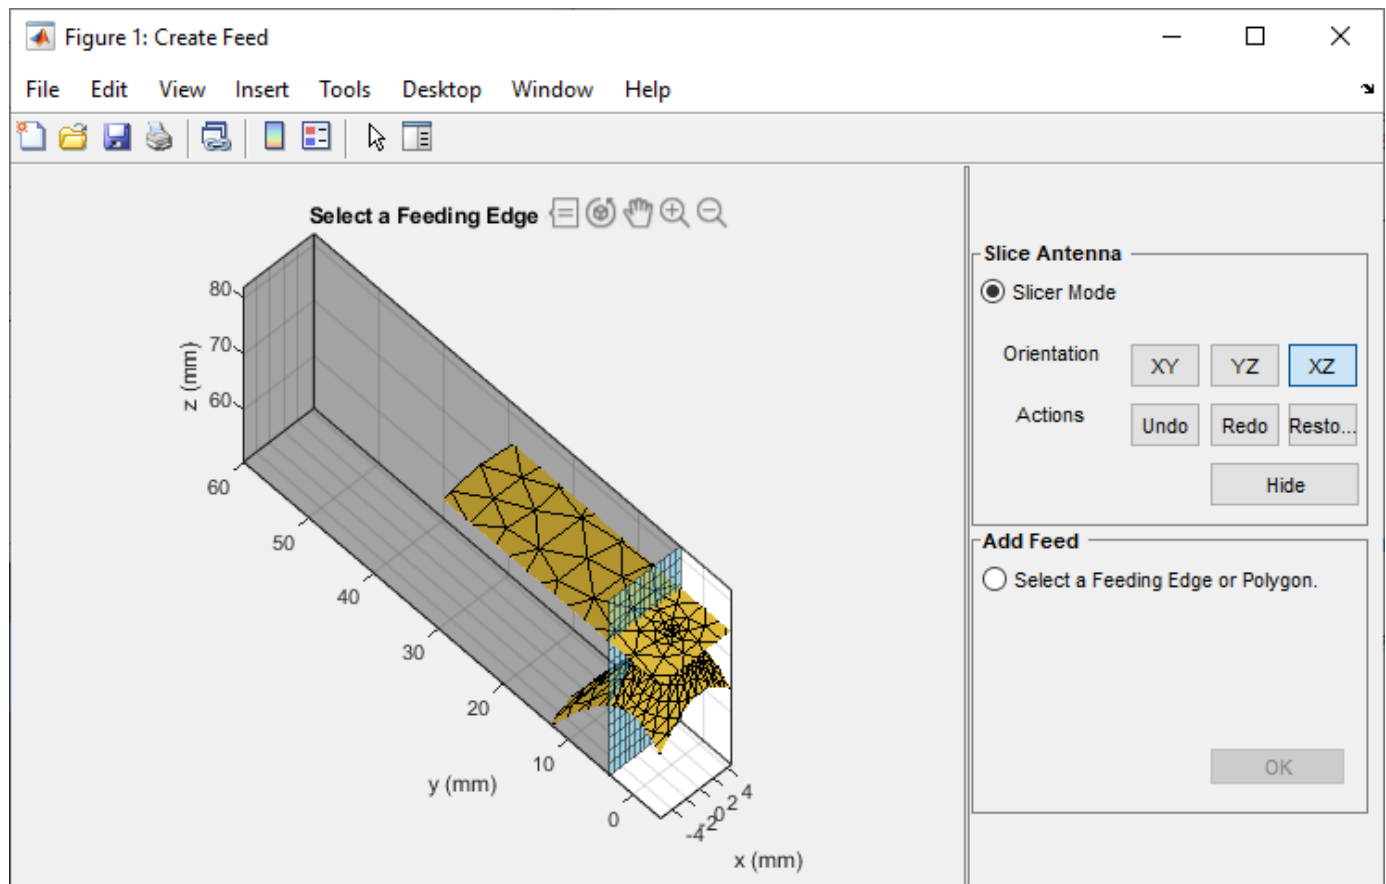 Figure 1: Create Feed
File Edit View Insert Tools Desktop Window Help
Select a Feeding Edge
80
70
60
z (mm)
60
50
40
30
20
10
0
y (mm)
-4
-2
0
2
4
x (mm)
Slice Antenna
Slicer Mode
Orientation XY YZ XZ
Actions Undo Redo Resto...
Hide
Add Feed
Select a Feeding Edge or Polygon.
OK